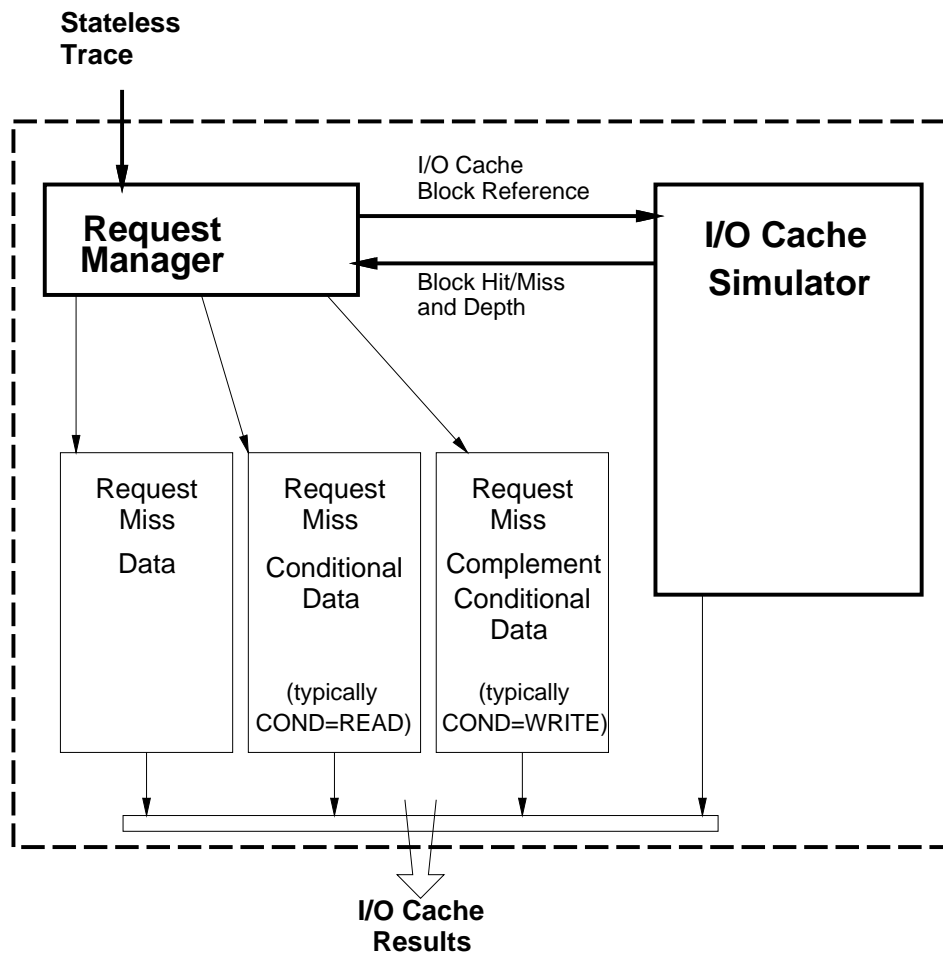 Stateless
Trace
I/O Cache
Block Reference
Request
Manager
Block Hit/Miss
and Depth
I/O Cache
Simulator
Request
Miss
Data
Request
Miss
Conditional
Data
(typically
COND=READ)
Request
Miss
Complement
Conditional
Data
(typically
COND=WRITE)
I/O Cache
Results